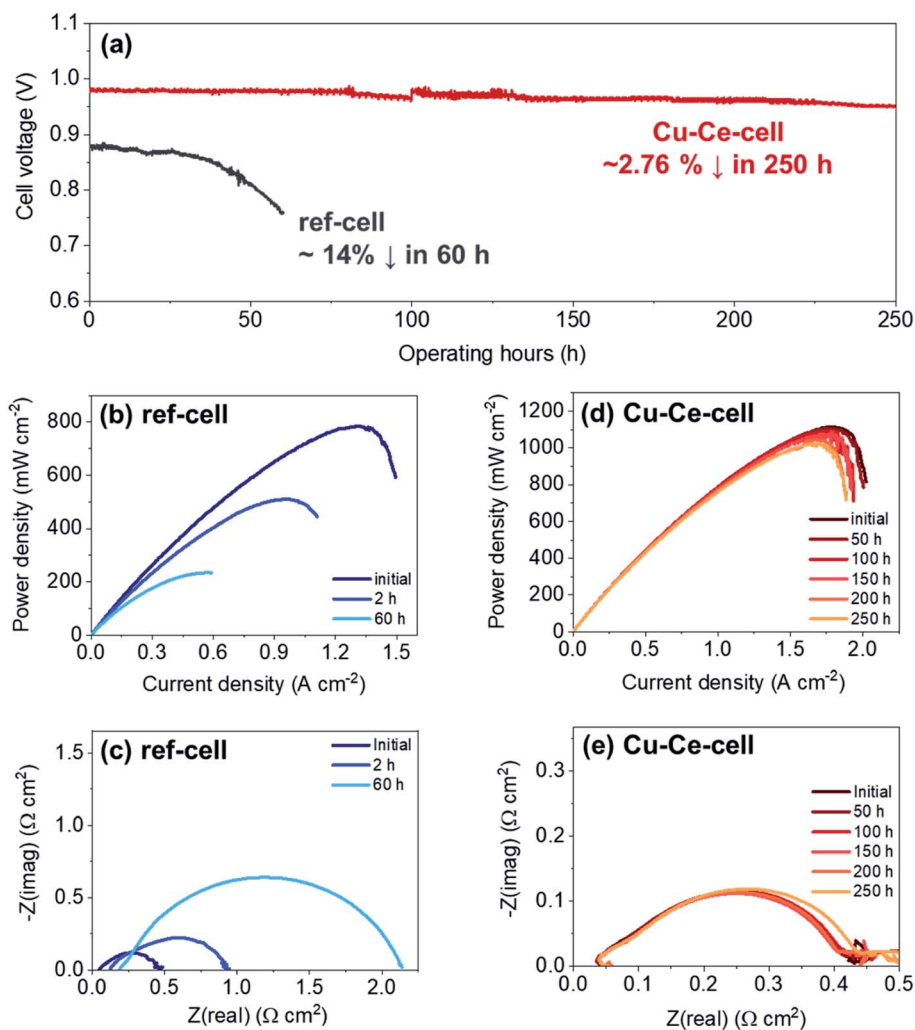 (a)
Cell voltage (V)
1.1
1.0
0.9
0.8
0.7
0.6
Cu-Ce-cell
~2.76 % ↓ in 250 h
ref-cell
~ 14% ↓ in 60 h
0 50 100 150 200 250
Operating hours (h)
(b) ref-cell
Power density (mW cm⁻²)
800
600
400
200
0
initial
2 h
60 h
0.0 0.3 0.6 0.9 1.2 1.5
Current density (A cm⁻²)
(d) Cu-Ce-cell
Power density (mW cm⁻²)
1200
1000
800
600
400
200
0
initial
50 h
100 h
150 h
200 h
250 h
0.0 0.5 1.0 1.5 2.0
Current density (A cm⁻²)
(c) ref-cell
-Z(imag) (Ω cm²)
1.5
1.0
0.5
0.0
Initial
2 h
60 h
0.0 0.5 1.0 1.5 2.0
Z(real) (Ω cm²)
(e) Cu-Ce-cell
-Z(imag) (Ω cm²)
0.3
0.2
0.1
0.0
Initial
50 h
100 h
150 h
200 h
250 h
0.0 0.1 0.2 0.3 0.4 0.5
Z(real) (Ω cm²)